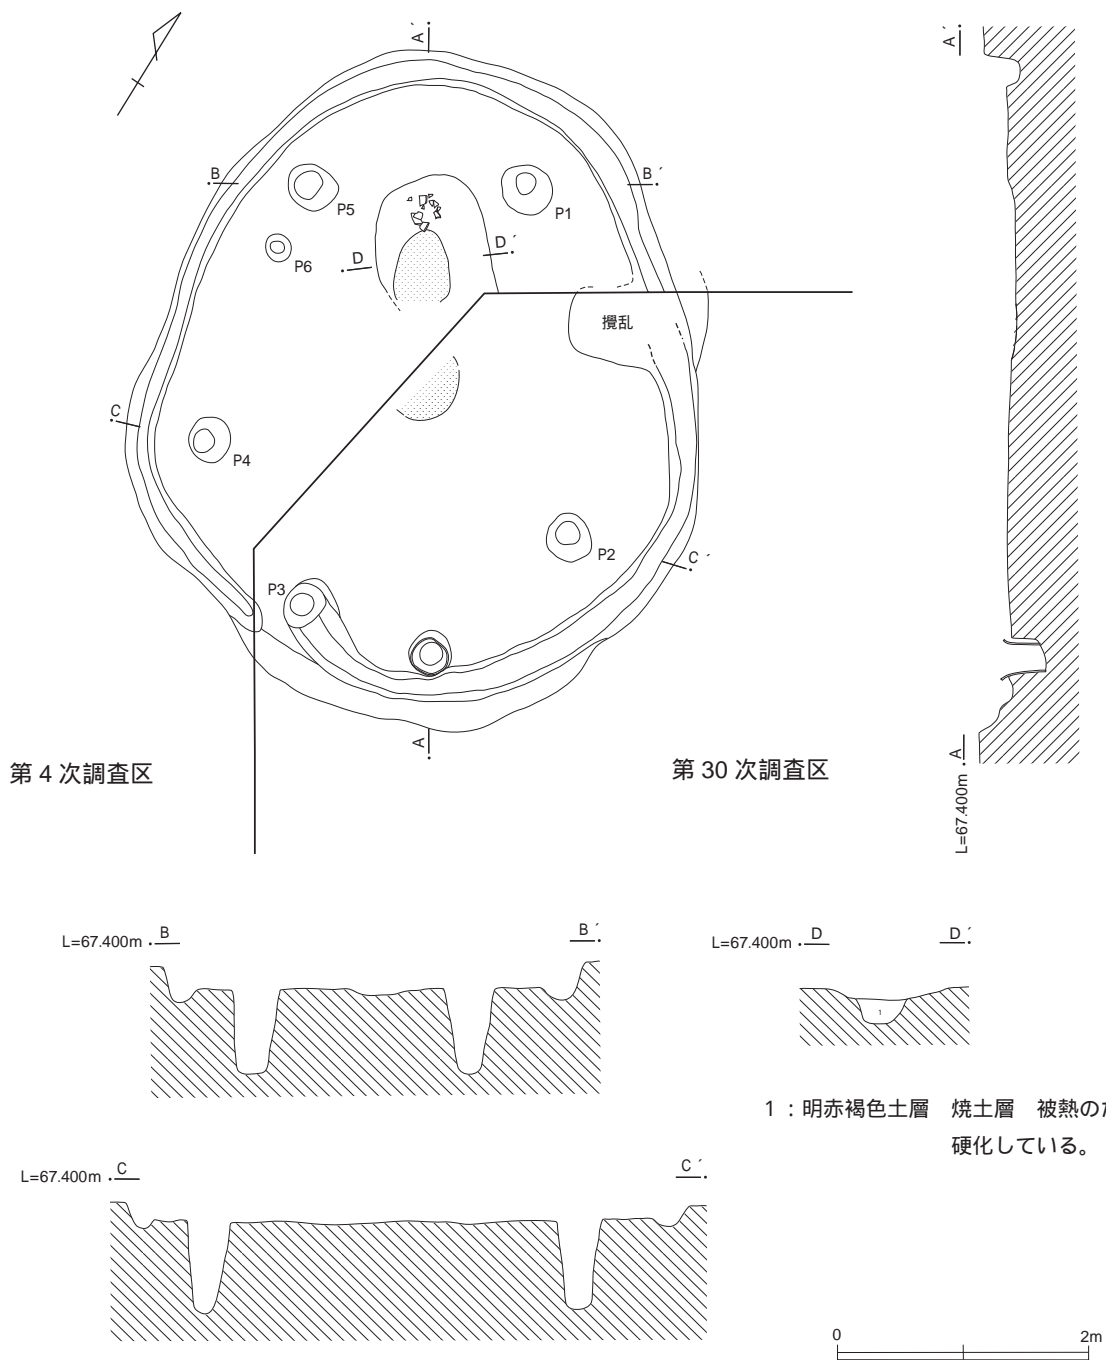 A´
A´
B
B´
P5
P1
P6
D
D´
攪乱
C
P4
P2
C´
P3
A
A
L=67.400m
第4次調査区
第30次調査区
L=67.400m
B
B´
L=67.400m
D
D´
1
1：明赤褐色土層　焼土層　被熱の
硬化している。
L=67.400m
C
C´
0
2m